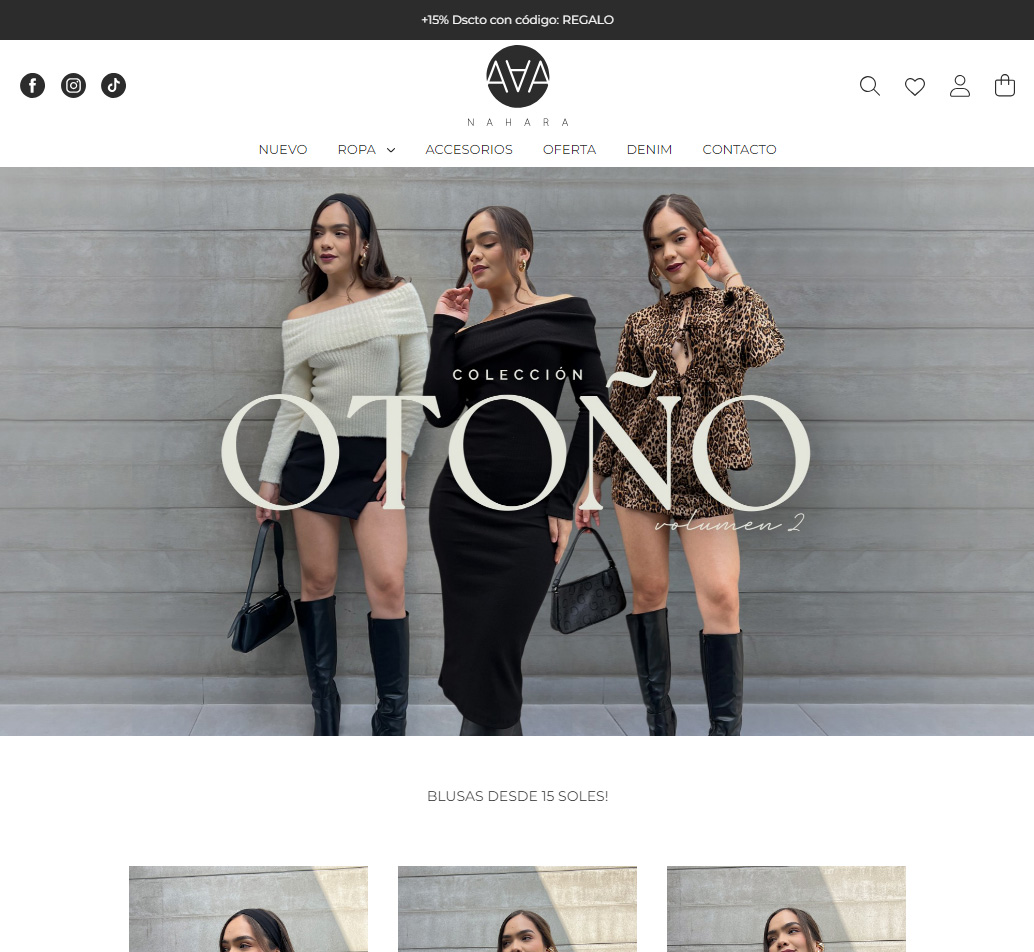 +15% Dscto con código: REGALO
NAHARA
NUEVO ROPA ACCESORIOS OFERTA DENIM CONTACTO
COLECCIÓN
OTOÑO
volumen 2
BLUSAS DESDE 15 SOLES!